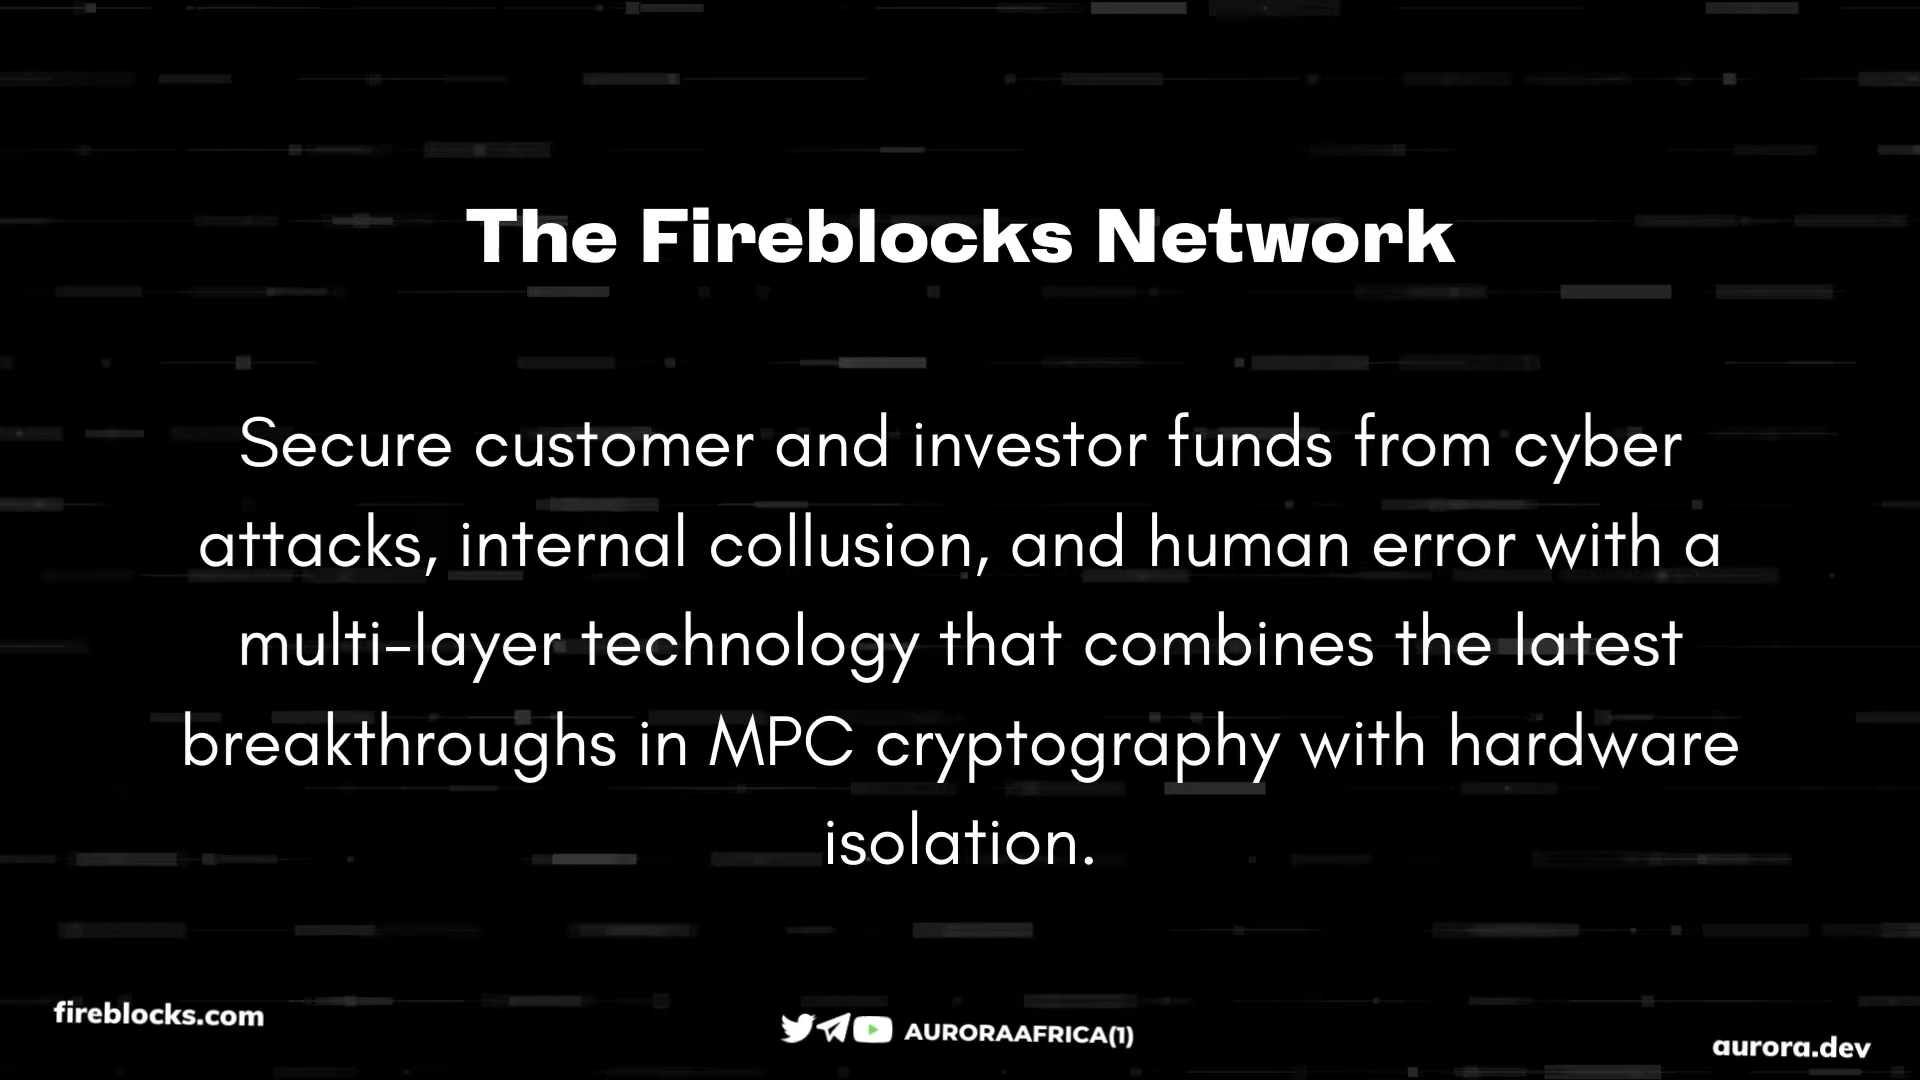 The Fireblocks Network
Secure customer and investor funds from cyber
attacks, internal collusion, and human error with a
multi-layer technology that combines the latest
breakthroughs in MPC cryptography with hardware
isolation.
fireblocks.com
AURORAAFRICA(1)
aurora.dev